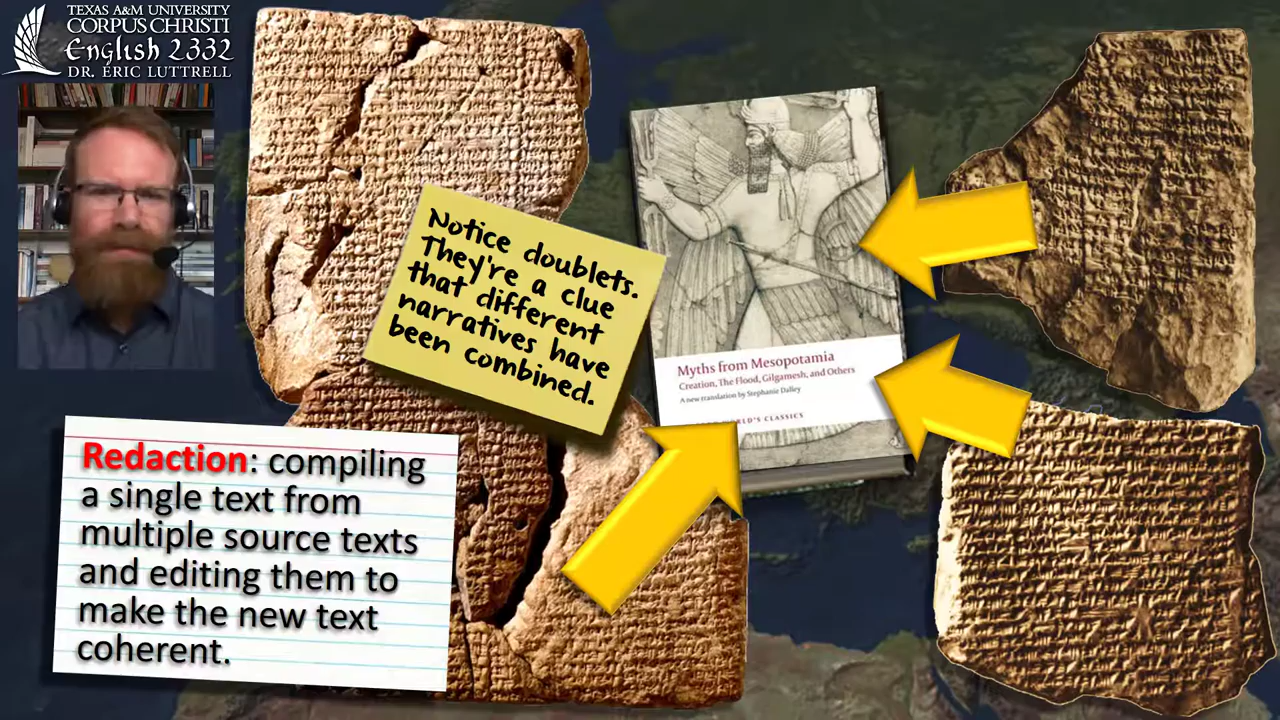 TEXAS A&M UNIVERSITY
CORPUS CHRISTI
English 2332
DR. ERIC LUTTRELL
Notice doublets.
They're a clue
that different
narratives have
been combined.
Myths from Mesopotamia
Creation, The Flood, Gilgamesh, and Others
A new translation by Stephanie Dalley
CLASSICS
Redaction: compiling
a single text from
multiple source texts
and editing them to
make the new text
coherent.